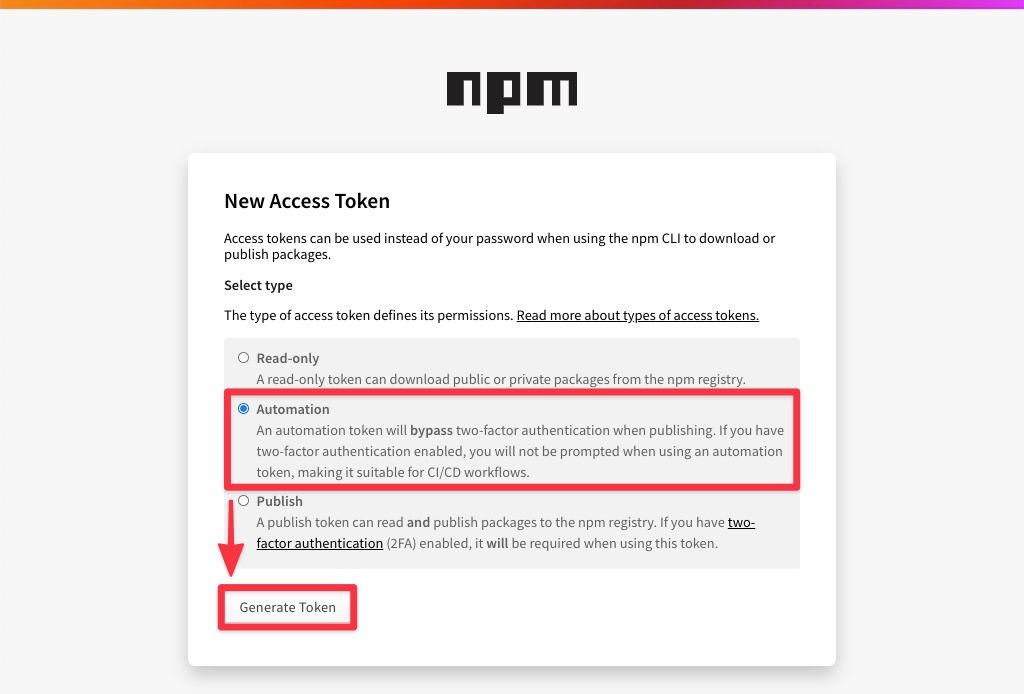 npm
New Access Token
Access tokens can be used instead of your password when using the npm CLI to download or
publish packages.
Select type
The type of access token defines its permissions. Read more about types of access tokens.
Read-only
A read-only token can download public or private packages from the npm registry.
Automation
An automation token will bypass two-factor authentication when publishing. If you have
two-factor authentication enabled, you will not be prompted when using an automation
token, making it suitable for CI/CD workflows.
Publish
A publish token can read and publish packages to the npm registry. If you have two-
factor authentication (2FA) enabled, it will be required when using this token.
Generate Token